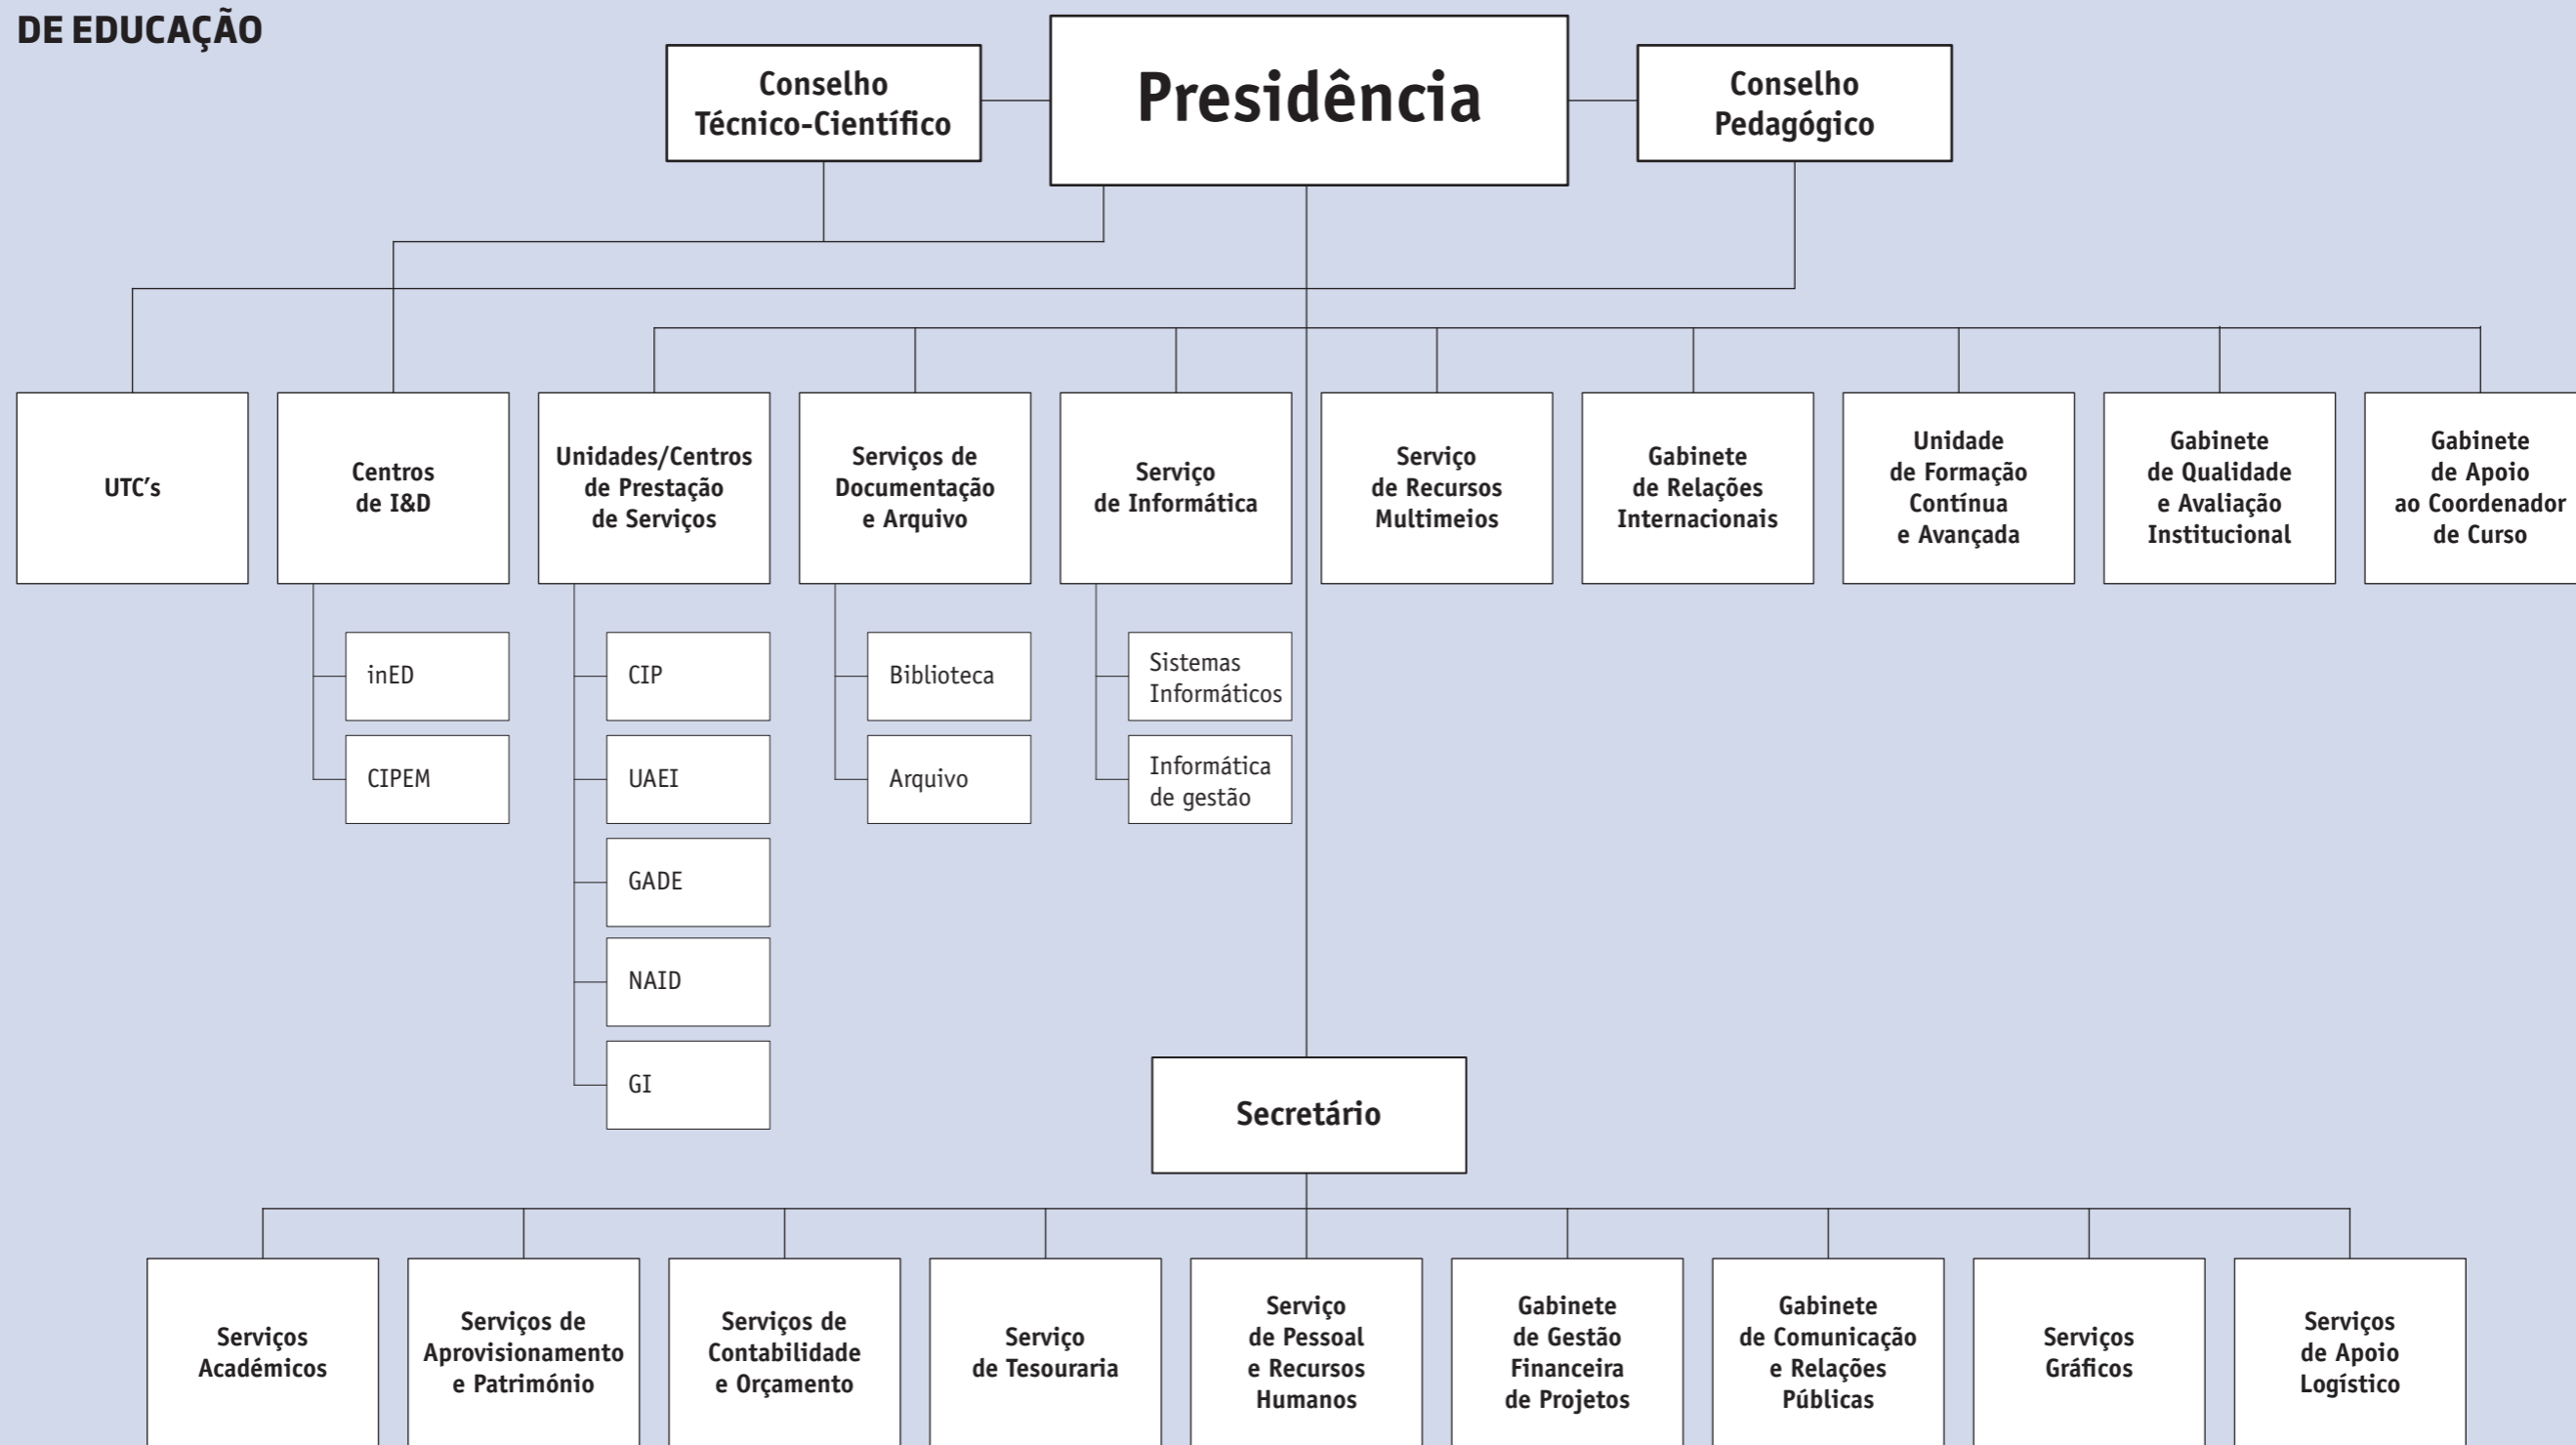 DE EDUCAÇÃO
Conselho
Técnico-Científico
Presidência
Conselho
Pedagógico
UTC’s
Centros
de I&D
Unidades/Centros
de Prestação
de Serviços
Serviços de
Documentação
e Arquivo
Serviço
de Informática
Serviço
de Recursos
Multimeios
Gabinete
de Relações
Internacionais
Unidade
de Formação
Contínua
e Avançada
Gabinete
de Qualidade
e Avaliação
Institucional
Gabinete
de Apoio
ao Coordenador
de Curso
inED
CIPEM
CIP
UAEI
GADE
NAID
GI
Biblioteca
Arquivo
Sistemas
Informáticos
Informática
de gestão
Secretário
Serviços
Académicos
Serviços de
Aprovisionamento
e Património
Serviços de
Contabilidade
e Orçamento
Serviço
de Tesouraria
Serviço
de Pessoal
e Recursos
Humanos
Gabinete
de Gestão
Financeira
de Projetos
Gabinete
de Comunicação
e Relações
Públicas
Serviços
Gráficos
Serviços
de Apoio
Logístico